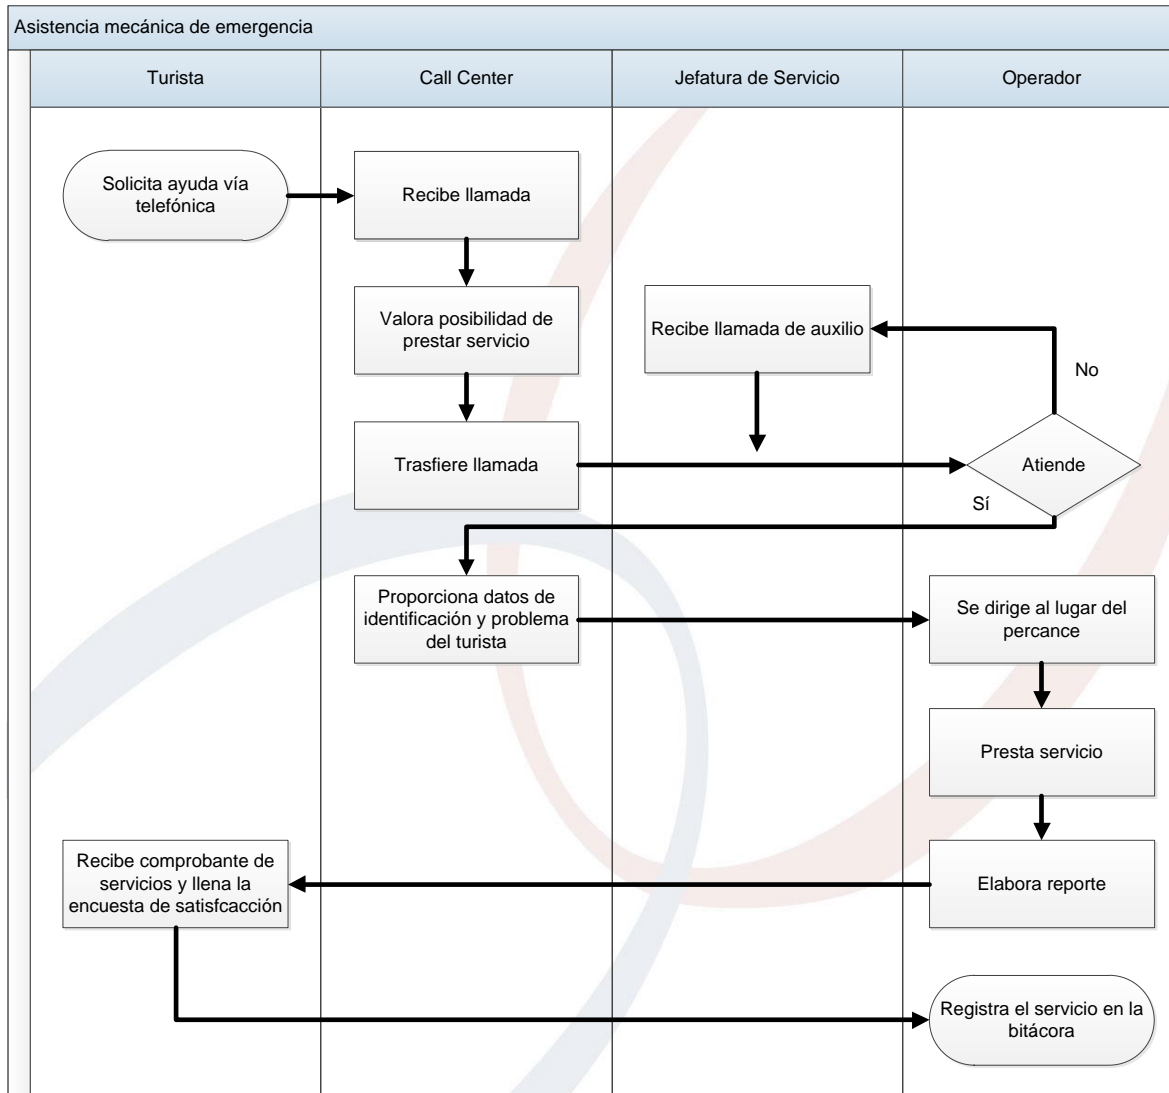 Asistencia mecánica de emergencia
Turista
Call Center
Jefatura de Servicio
Operador
Solicita ayuda vía
telefónica
Recibe llamada
Valora posibilidad de
prestar servicio
Recibe llamada de auxilio
No
Trasfiere llamada
Atiende
Sí
Proporciona datos de
identificación y problema
del turista
Se dirige al lugar del
percance
Presta servicio
Recibe comprobante de
servicios y llena la
encuesta de satisfcacción
Elabora reporte
Registra el servicio en la
bitácora